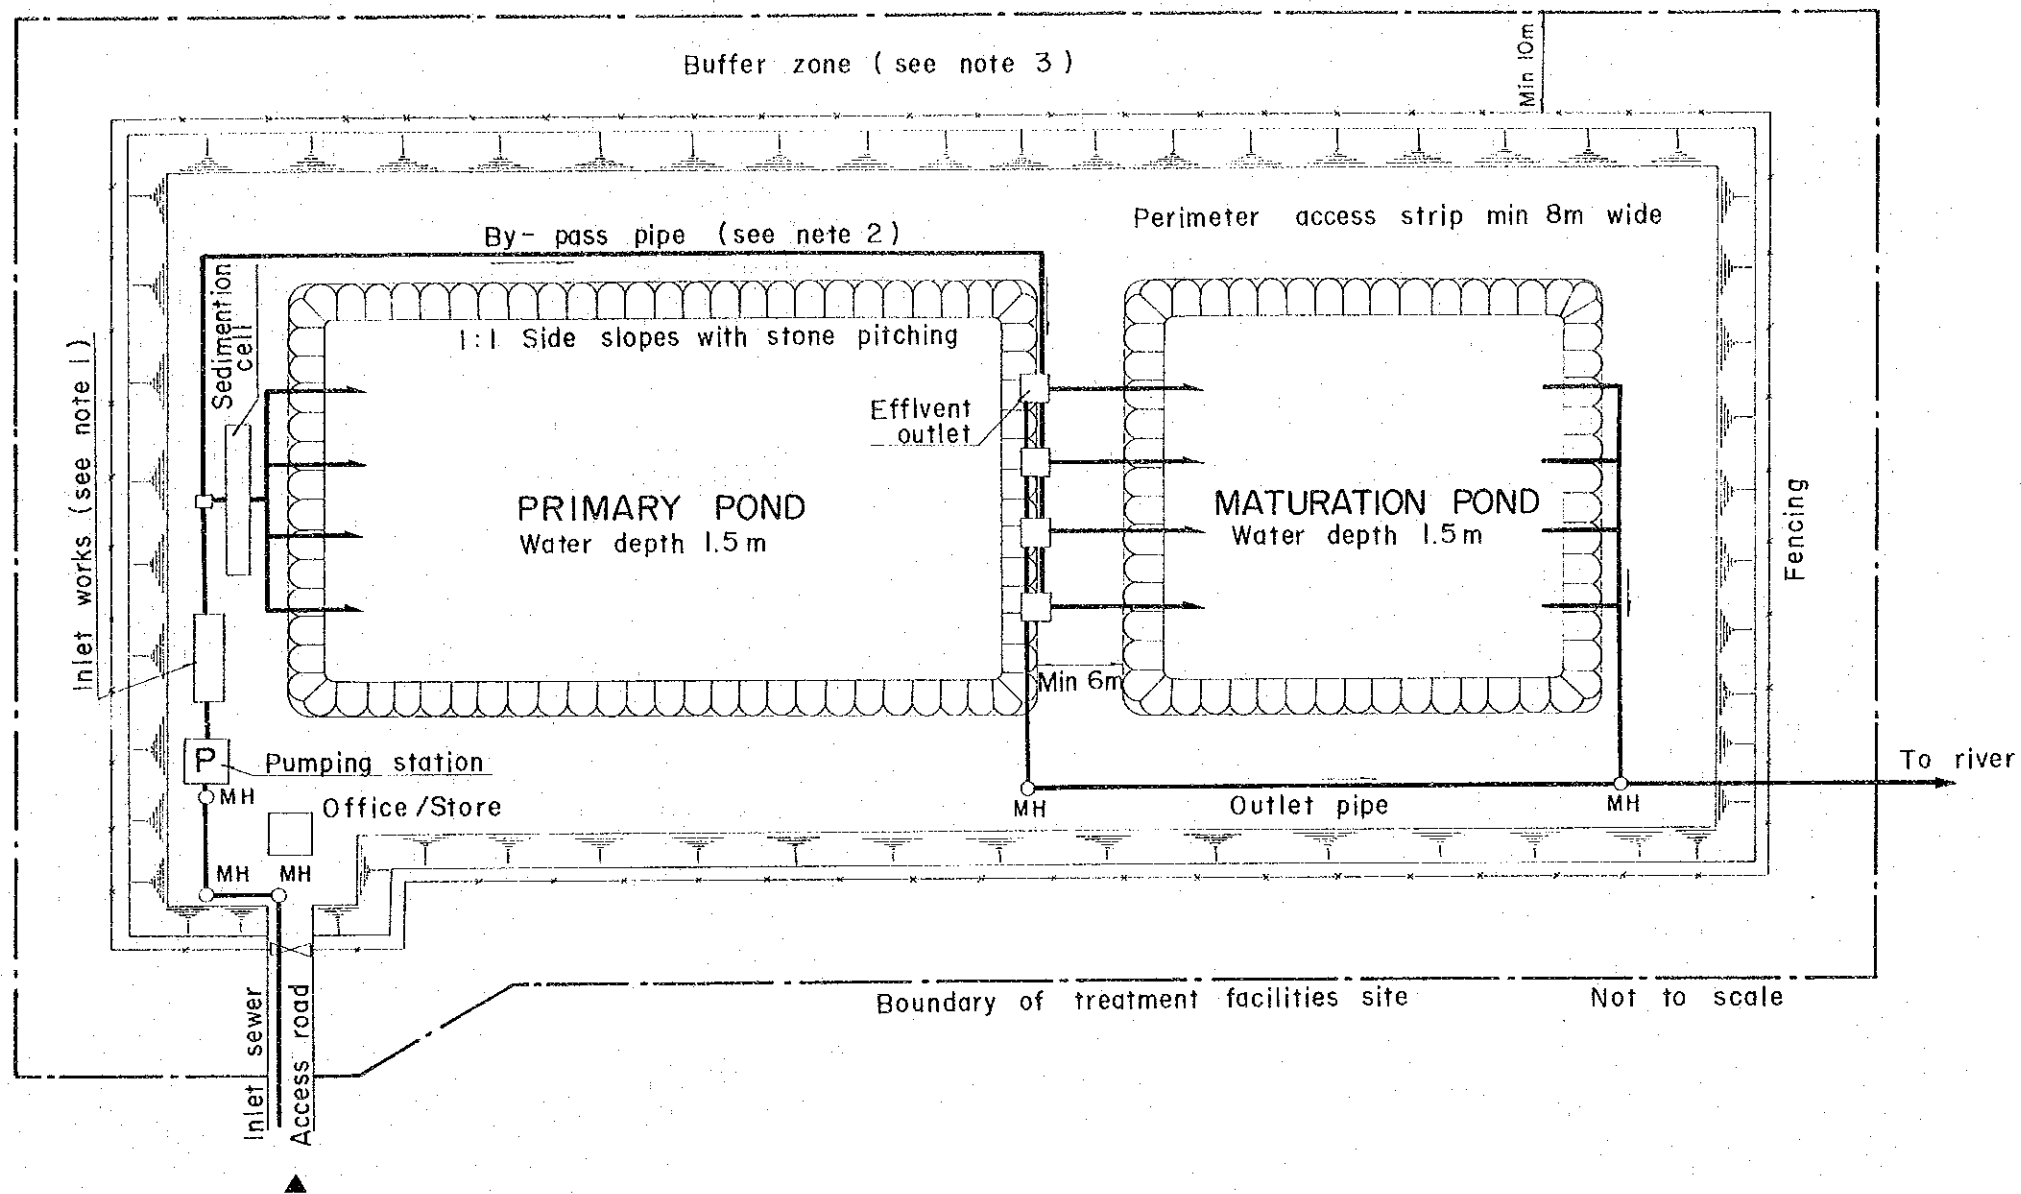 Buffer zone ( see note 3 )
Min 10m
Perimeter access strip min 8m wide
By- pass pipe (see nete 2)
Sedimention
cell
1:1 Side slopes with stone pitching
Inlet works (see note 1)
Efflvent
outlet
PRIMARY POND
Water depth 1.5m
MATURATION POND
Water depth 1.5m
Fencing
Min 6m
P
Pumping station
To river
MH
Office /Store
MH
Outlet pipe
MH
MH
MH
Boundary of treatment facilities site
Not to scale
Inlet sewer
Access road